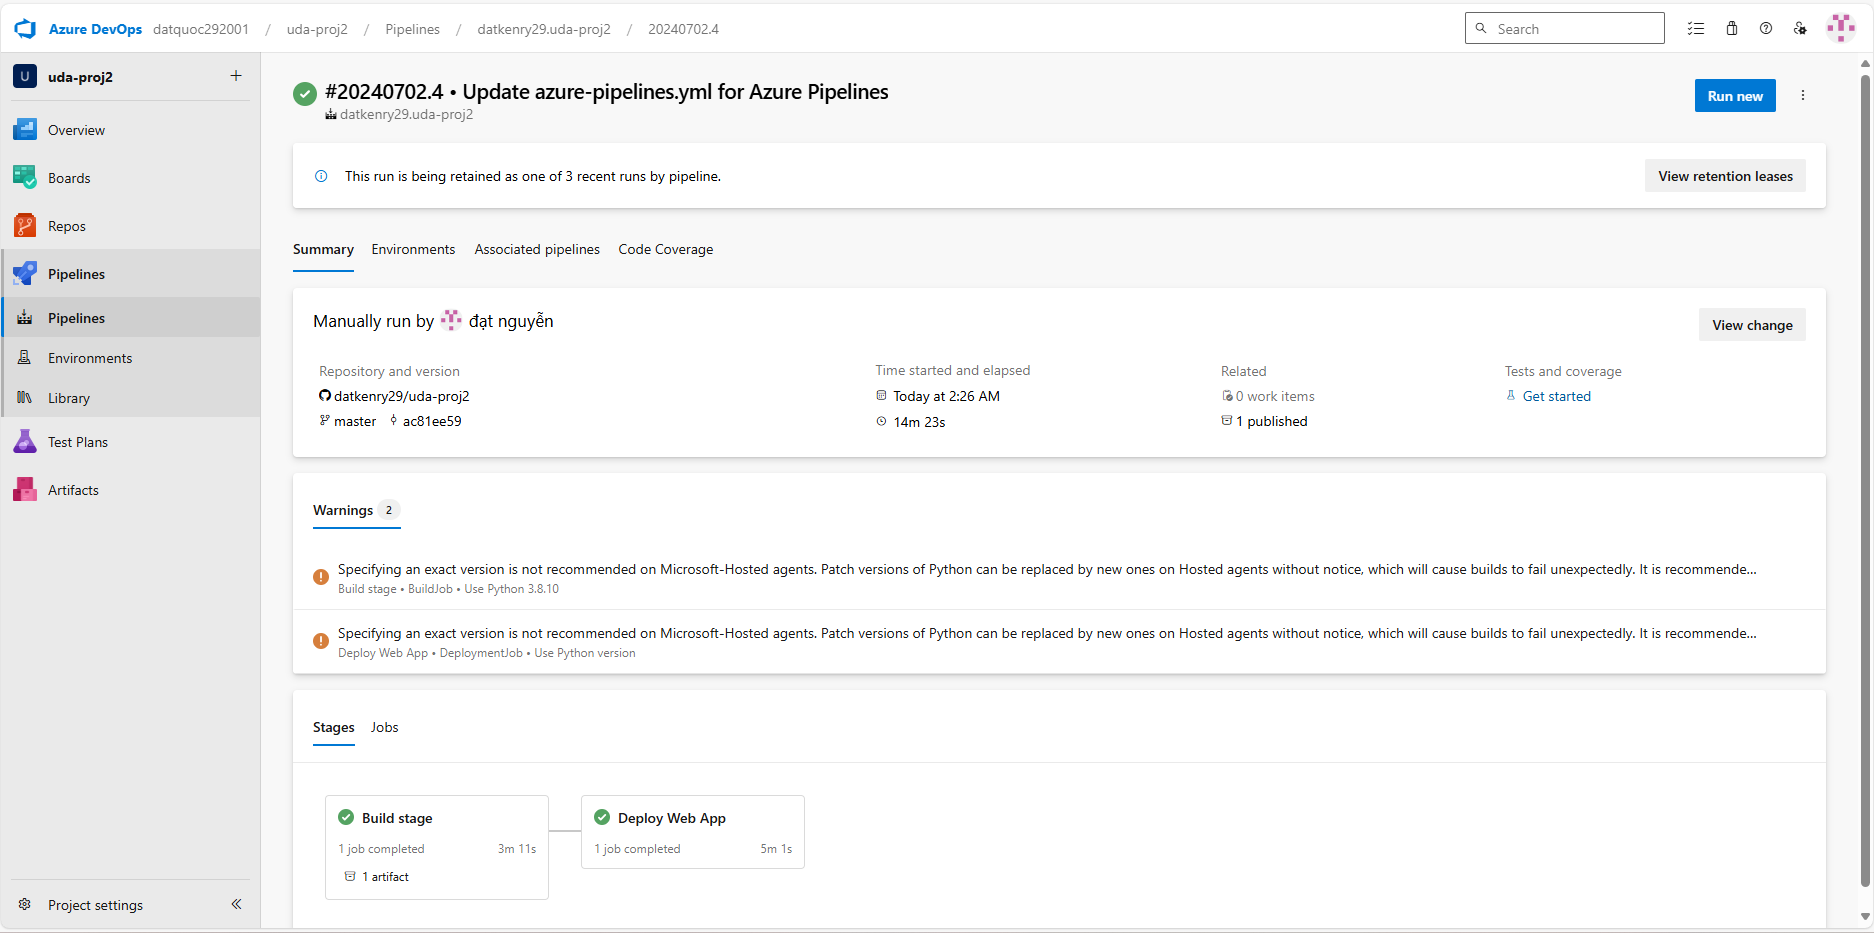 Azure DevOps datquoc292001 / uda-proj2 / Pipelines / datkenry29.uda-proj2 / 20240702.4
Search
U uda-proj2
Overview
Boards
Repos
Pipelines
Pipelines
Environments
Library
Test Plans
Artifacts
Project settings
#20240702.4 • Update azure-pipelines.yml for Azure Pipelines
datkenry29.uda-proj2
Run new
This run is being retained as one of 3 recent runs by pipeline.
View retention leases
Summary Environments Associated pipelines Code Coverage
Manually run by đạt nguyễn
View change
Repository and version
datkenry29/uda-proj2
master ac81ee59
Time started and elapsed
Today at 2:26 AM
14m 23s
Related
0 work items
1 published
Tests and coverage
Get started
Warnings 2
Specifying an exact version is not recommended on Microsoft-Hosted agents. Patch versions of Python can be replaced by new ones on Hosted agents without notice, which will cause builds to fail unexpectedly. It is recommende...
Build stage • BuildJob • Use Python 3.8.10
Specifying an exact version is not recommended on Microsoft-Hosted agents. Patch versions of Python can be replaced by new ones on Hosted agents without notice, which will cause builds to fail unexpectedly. It is recommende...
Deploy Web App • DeploymentJob • Use Python version
Stages Jobs
Build stage
1 job completed 3m 11s
1 artifact
Deploy Web App
1 job completed 5m 1s